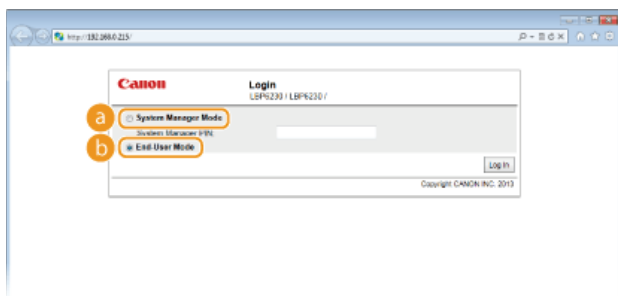 http://192.168.0.215/
Canon
Login
LBP6230 / LBP6230 /
a
System Manager Mode
System Manager PIN:
b
End-User Mode
Log In
Copyright CANON INC. 2013